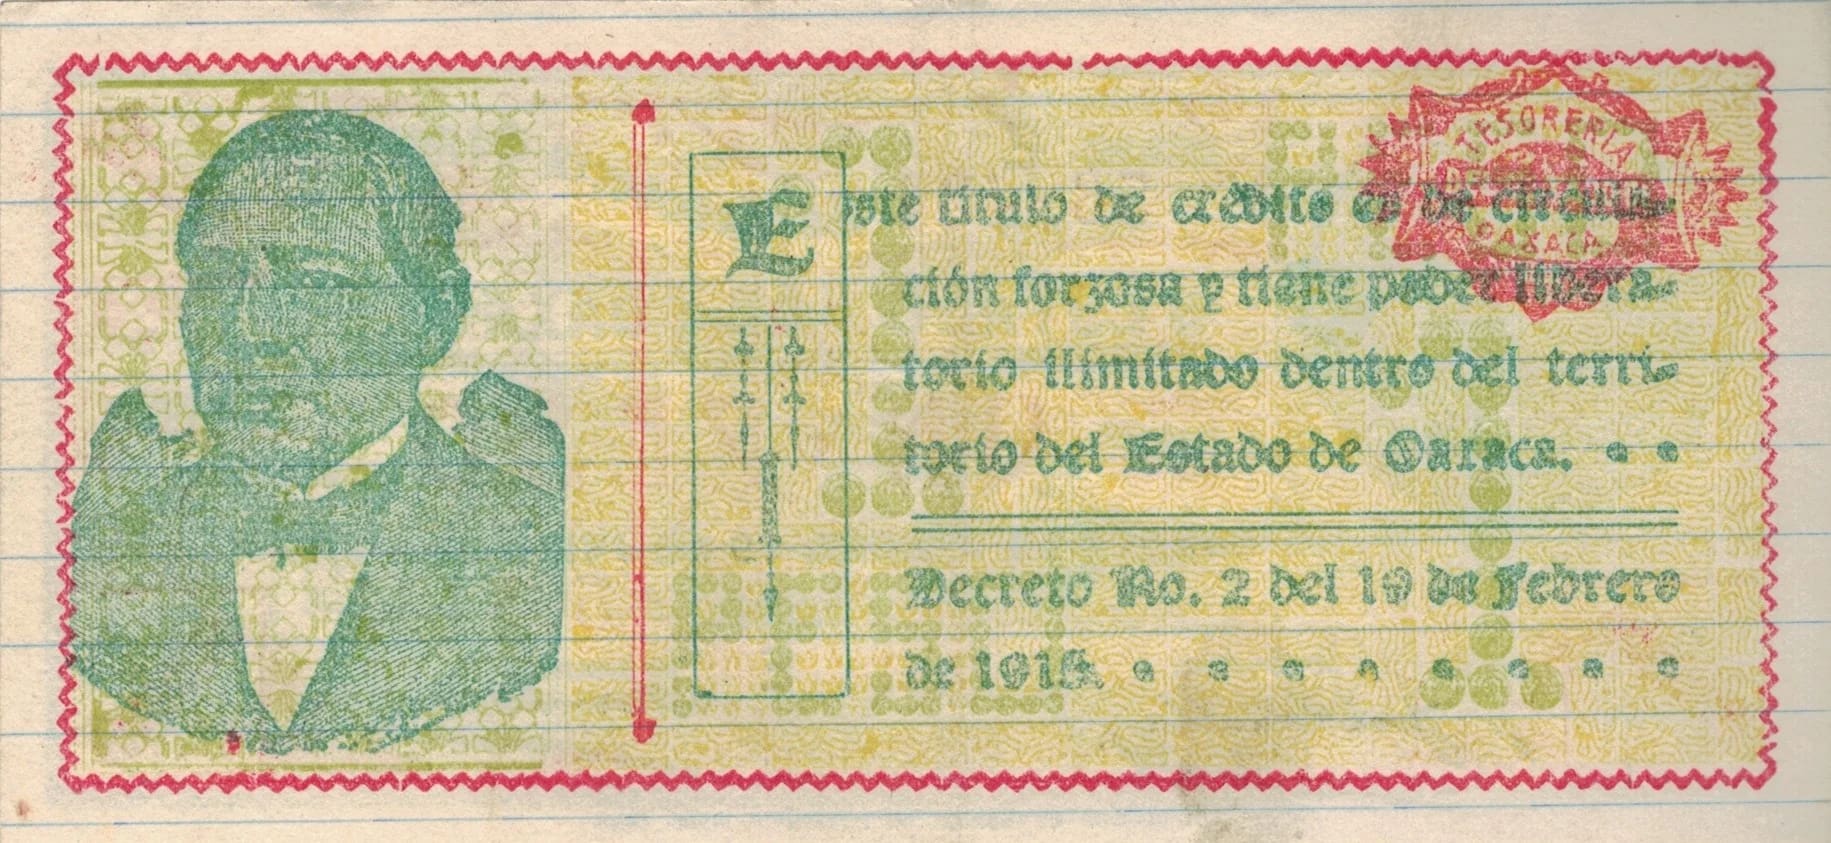 Este título de crédito es de circula-
ción forzosa y tiene poder libera-
torio ilimitado dentro del terri-
torio del Estado de Oaxaca.
Decreto No. 2 del 19 de Febrero
de 1915.
TESORERIA
OAXACA